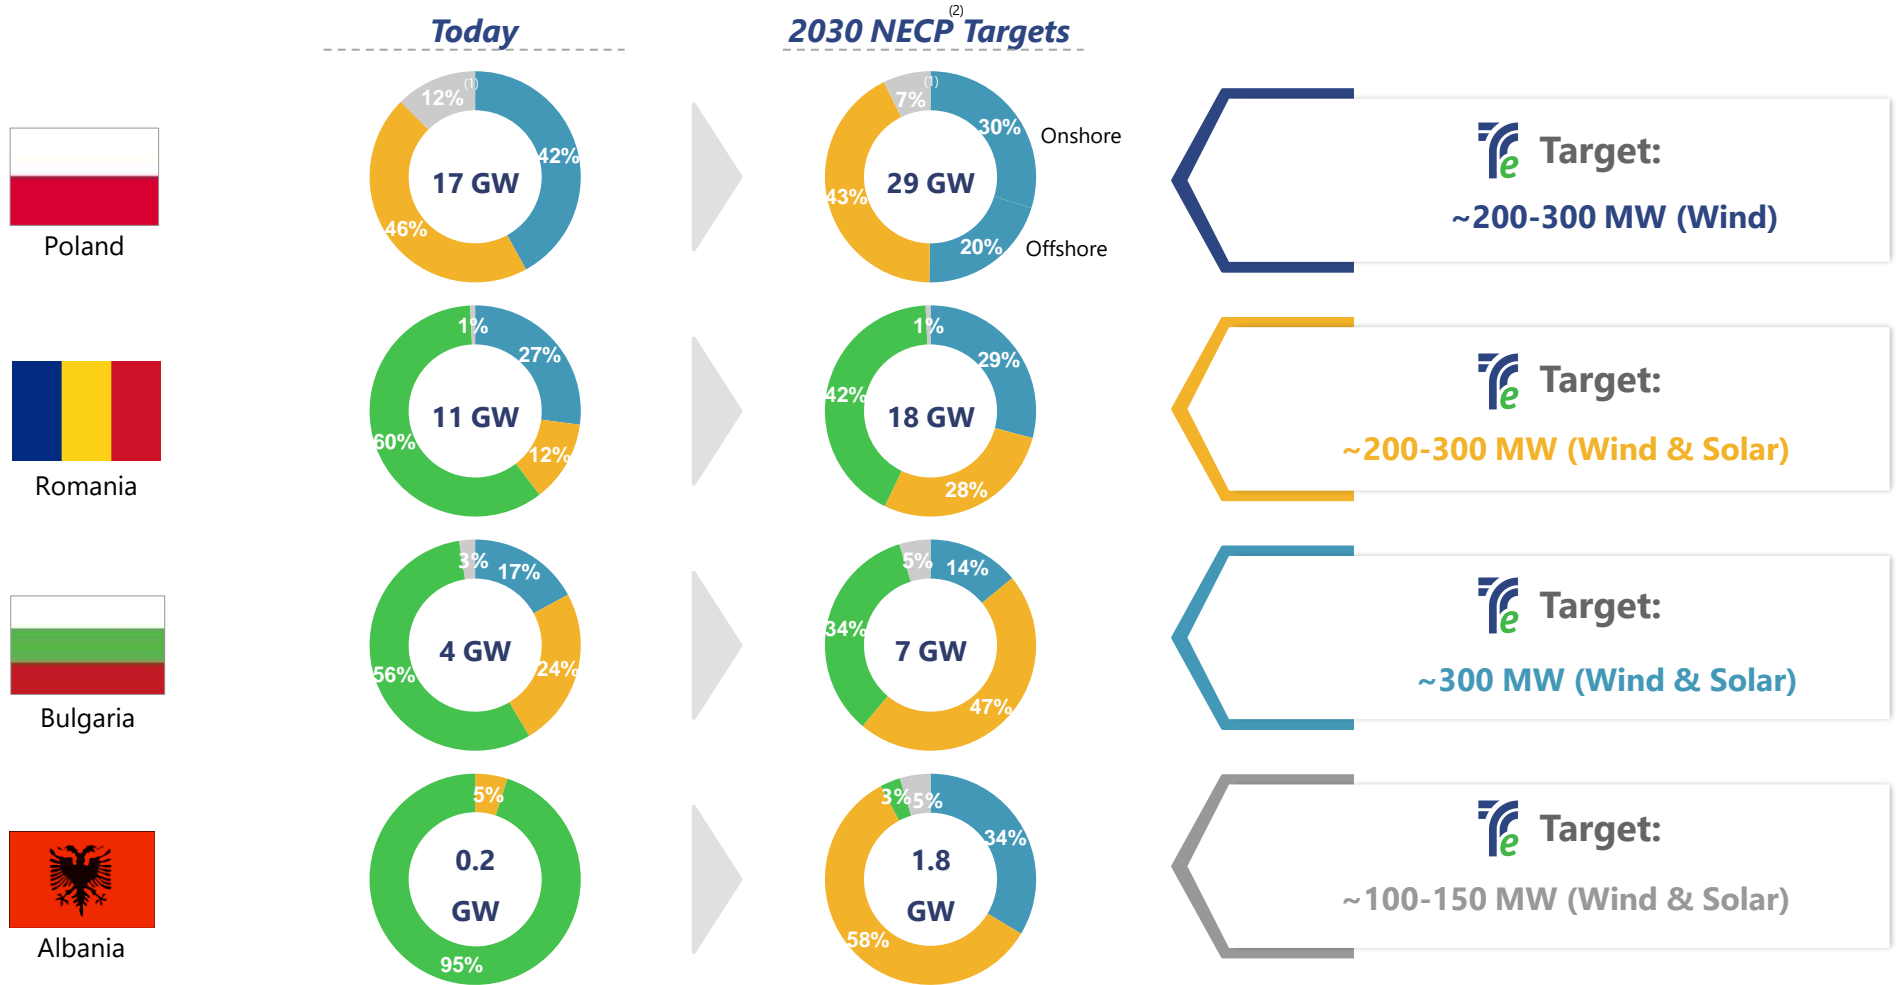 Today
2030 NECP(2) Targets
Poland
12% (1)
42%
46%
17 GW
7% (1)
30%
Onshore
43%
20%
Offshore
29 GW
e Target:
~200-300 MW (Wind)
Romania
1%
27%
60%
12%
11 GW
1%
29%
42%
28%
18 GW
e Target:
~200-300 MW (Wind & Solar)
Bulgaria
3%
17%
56%
24%
4 GW
5%
14%
34%
47%
7 GW
e Target:
~300 MW (Wind & Solar)
Albania
5%
0.2
GW
95%
3%
5%
34%
1.8
GW
58%
e Target:
~100-150 MW (Wind & Solar)